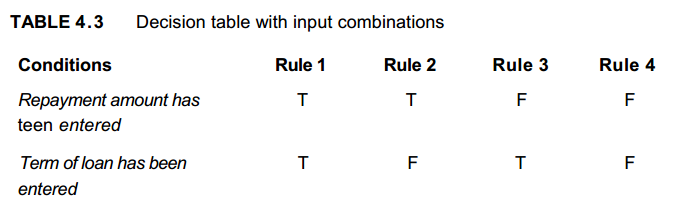 TABLE 4.3 Decision table with input combinations
Conditions Rule 1 Rule 2 Rule 3 Rule 4
Repayment amount has T T F F
teen entered
Term of loan has been T F T F
entered